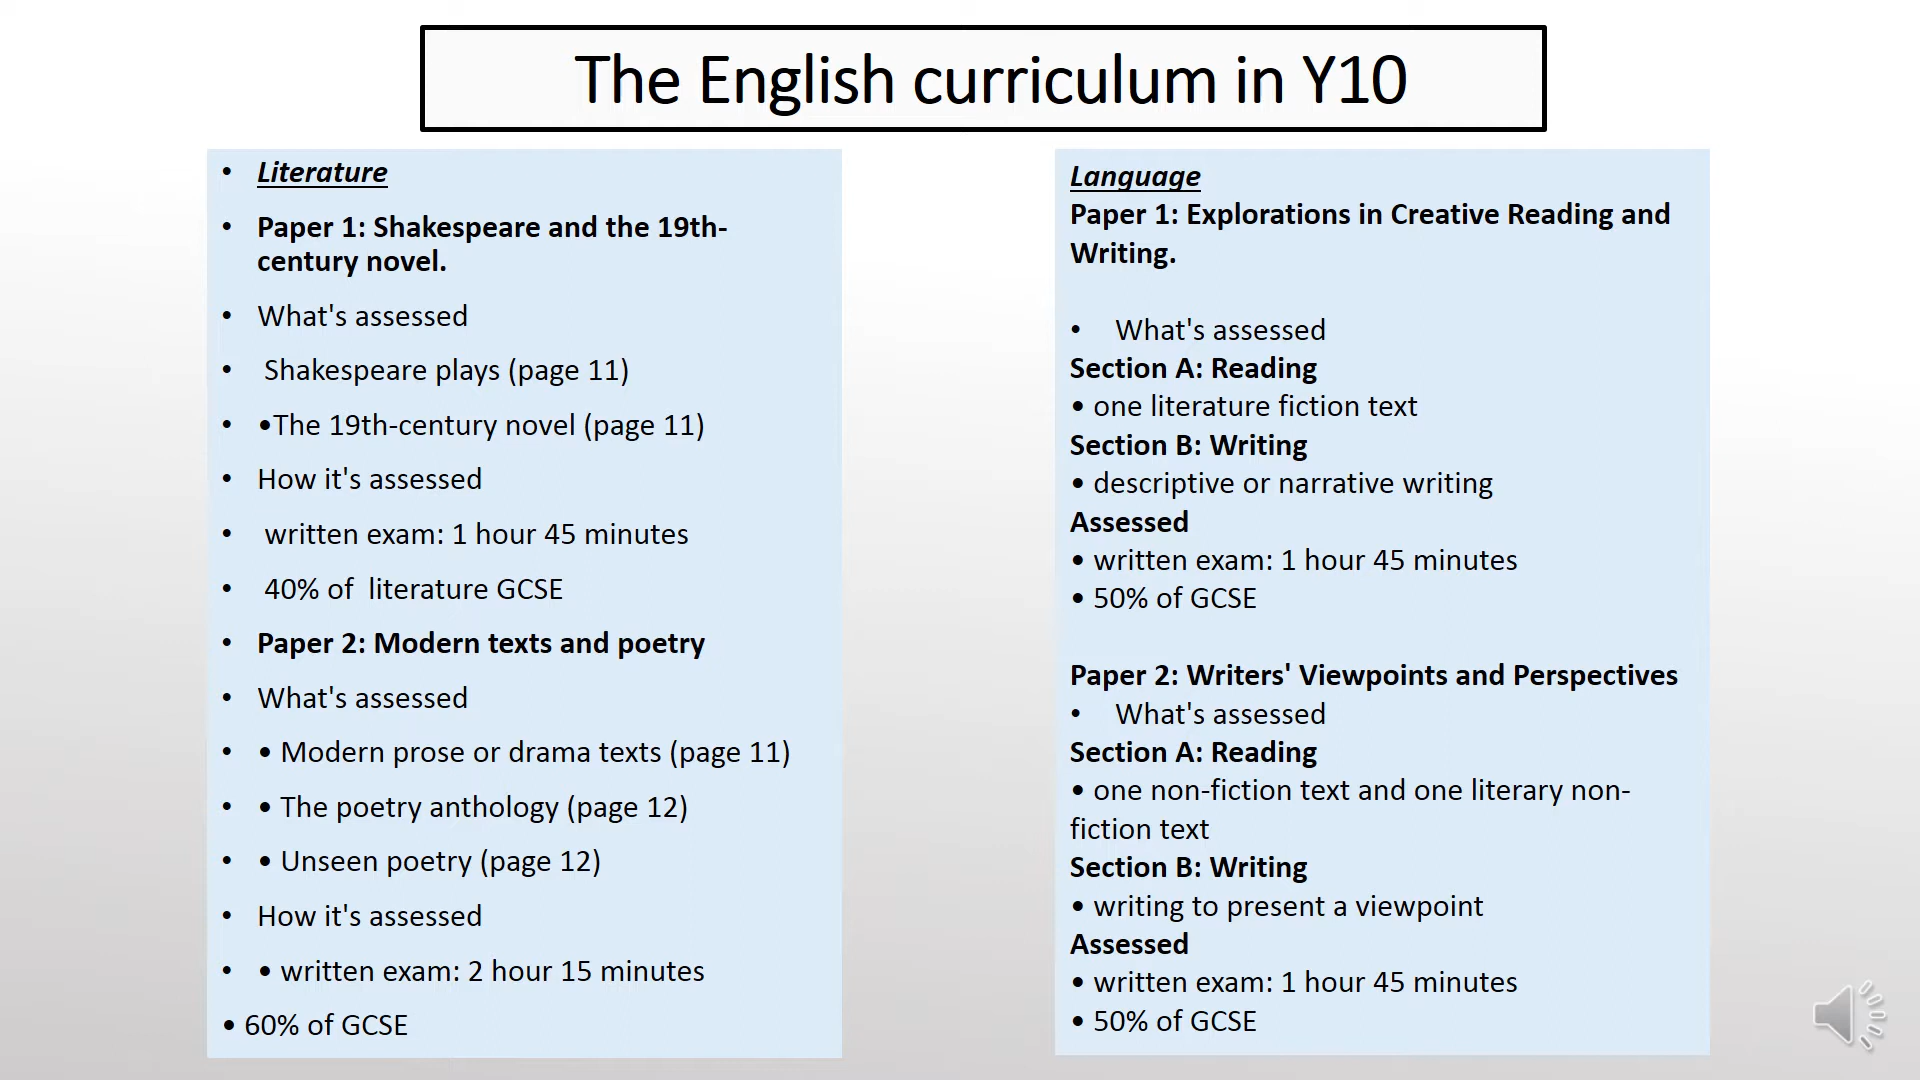 The English curriculum in Y10
• Literature
• Paper 1: Shakespeare and the 19th-
century novel.
• What's assessed
• Shakespeare plays (page 11)
• •The 19th-century novel (page 11)
• How it's assessed
• written exam: 1 hour 45 minutes
• 40% of  literature GCSE
• Paper 2: Modern texts and poetry
• What's assessed
• • Modern prose or drama texts (page 11)
• • The poetry anthology (page 12)
• • Unseen poetry (page 12)
• How it's assessed
• • written exam: 2 hour 15 minutes
• 60% of GCSE
Language
Paper 1: Explorations in Creative Reading and
Writing.
• What's assessed
Section A: Reading
• one literature fiction text
Section B: Writing
• descriptive or narrative writing
Assessed
• written exam: 1 hour 45 minutes
• 50% of GCSE
Paper 2: Writers' Viewpoints and Perspectives
• What's assessed
Section A: Reading
• one non-fiction text and one literary non-
fiction text
Section B: Writing
• writing to present a viewpoint
Assessed
• written exam: 1 hour 45 minutes
• 50% of GCSE